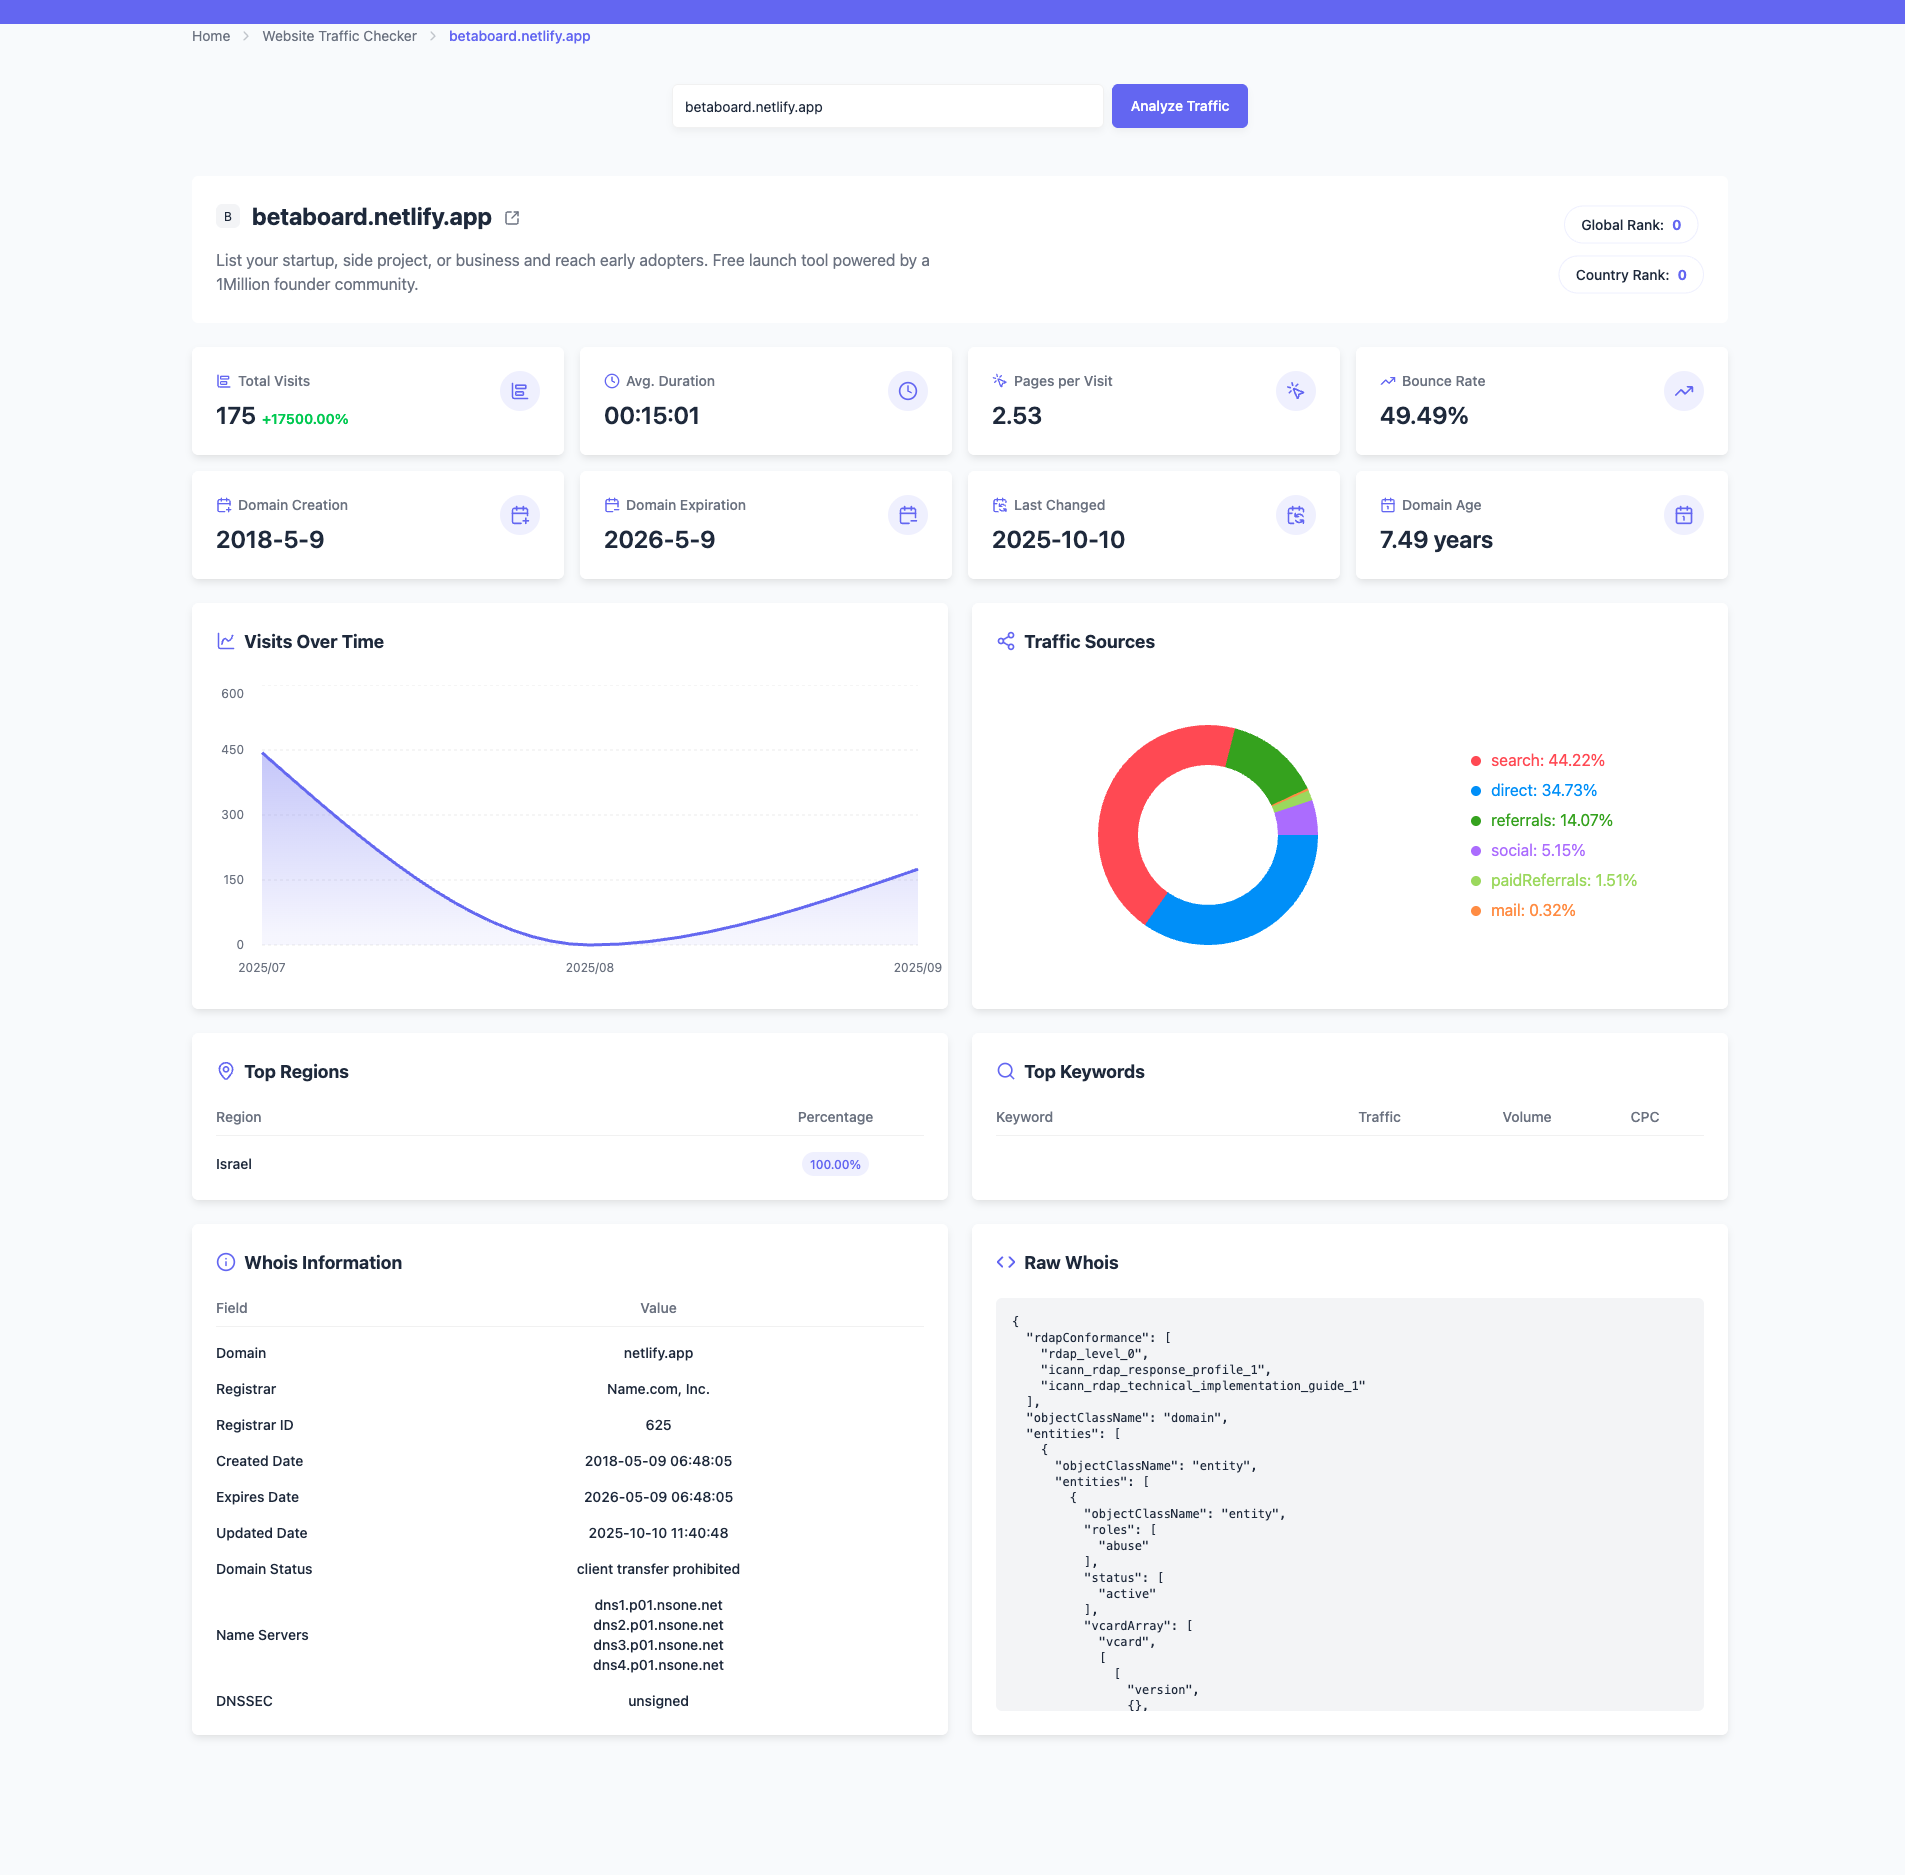 Home > Website Traffic Checker > betaboard.netlify.app
betaboard.netlify.app
Analyze Traffic
B betaboard.netlify.app
List your startup, side project, or business and reach early adopters. Free launch tool powered by a
1Million founder community.
Global Rank: 0
Country Rank: 0
Total Visits
175 +17500.00%
Avg. Duration
00:15:01
Pages per Visit
2.53
Bounce Rate
49.49%
Domain Creation
2018-5-9
Domain Expiration
2026-5-9
Last Changed
2025-10-10
Domain Age
7.49 years
Visits Over Time
600
450
300
150
0
2025/07 2025/08 2025/09
Traffic Sources
search: 44.22%
direct: 34.73%
referrals: 14.07%
social: 5.15%
paidReferrals: 1.51%
mail: 0.32%
Top Regions
Region Percentage
Israel 100.00%
Top Keywords
Keyword Traffic Volume CPC
Whois Information
Field Value
Domain netlify.app
Registrar Name.com, Inc.
Registrar ID 625
Created Date 2018-05-09 06:48:05
Expires Date 2026-05-09 06:48:05
Updated Date 2025-10-10 11:40:48
Domain Status client transfer prohibited
Name Servers
dns1.p01.nsone.net
dns2.p01.nsone.net
dns3.p01.nsone.net
dns4.p01.nsone.net
DNSSEC unsigned
Raw Whois
{
"rdapConformance": [
"rdap_level_0",
"icann_rdap_response_profile_1",
"icann_rdap_technical_implementation_guide_1"
],
"objectClassName": "domain",
"entities": [
{
"objectClassName": "entity",
"entities": [
{
"objectClassName": "entity",
"roles": [
"abuse"
],
"status": [
"active"
],
"vcardArray": [
"vcard",
[
[
"version",
{},